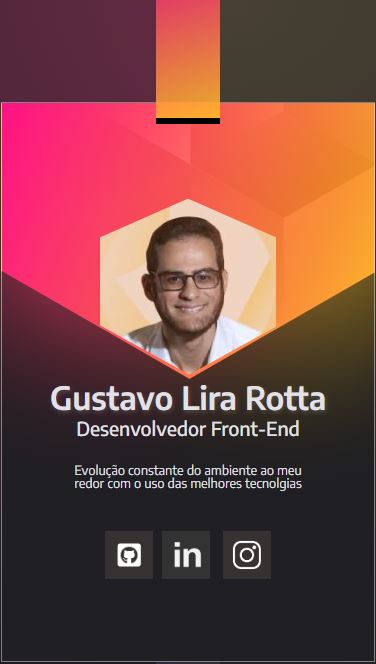 Gustavo Lira Rotta
Desenvolvedor Front-End
Evolução constante do ambiente ao meu
redor com o uso das melhores tecnolgias
in